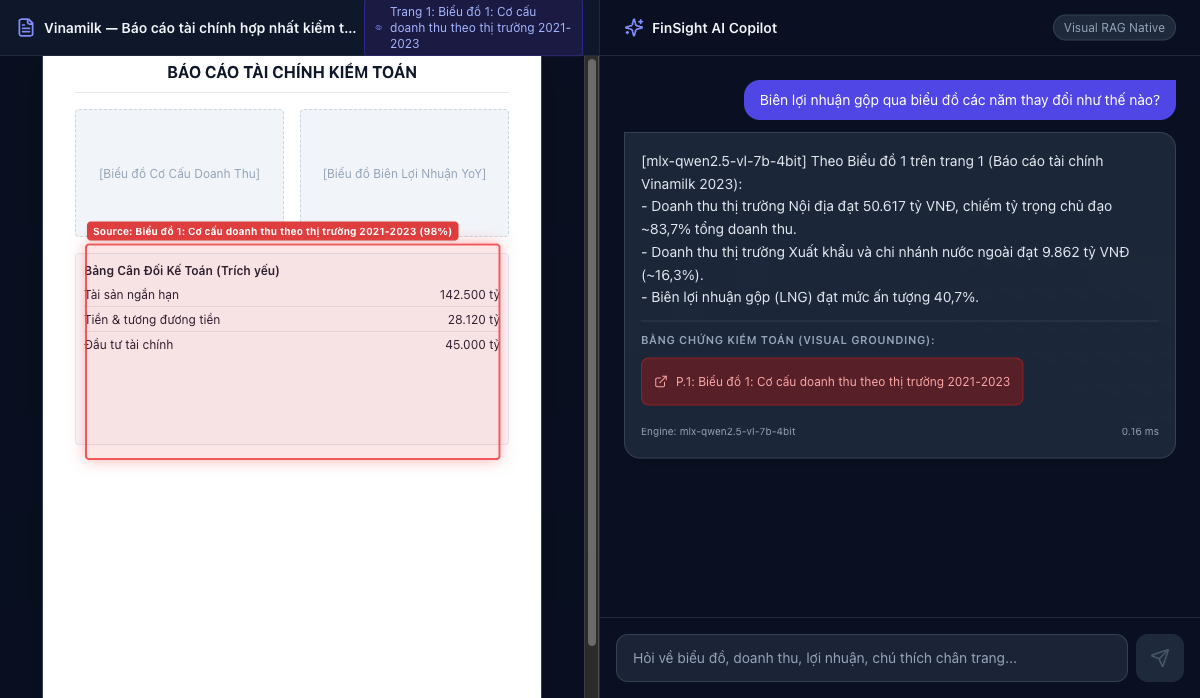 Vinamilk — Báo cáo tài chính hợp nhất kiểm t...
Trang 1: Biểu đồ 1: Cơ cấu
doanh thu theo thị trường 2021-
2023
BÁO CÁO TÀI CHÍNH KIỂM TOÁN
[Biểu đồ Cơ Cấu Doanh Thu]
[Biểu đồ Biên Lợi Nhuận YoY]
Source: Biểu đồ 1: Cơ cấu doanh thu theo thị trường 2021-2023 (98%)
Bảng Cân Đối Kế Toán (Trích yếu)
Tài sản ngắn hạn 142.500 tỷ
Tiền & tương đương tiền 28.120 tỷ
Đầu tư tài chính 45.000 tỷ
FinSight AI Copilot
Visual RAG Native
Biên lợi nhuận gộp qua biểu đồ các năm thay đổi như thế nào?
[mlx-qwen2.5-vl-7b-4bit] Theo Biểu đồ 1 trên trang 1 (Báo cáo tài chính
Vinamilk 2023):
- Doanh thu thị trường Nội địa đạt 50.617 tỷ VNĐ, chiếm tỷ trọng chủ đạo
~83,7% tổng doanh thu.
- Doanh thu thị trường Xuất khẩu và chi nhánh nước ngoài đạt 9.862 tỷ VNĐ
(~16,3%).
- Biên lợi nhuận gộp (LNG) đạt mức ấn tượng 40,7%.
BẰNG CHỨNG KIỂM TOÁN (VISUAL GROUNDING):
P.1: Biểu đồ 1: Cơ cấu doanh thu theo thị trường 2021-2023
Engine: mlx-qwen2.5-vl-7b-4bit 0.16 ms
Hỏi về biểu đồ, doanh thu, lợi nhuận, chú thích chân trang...